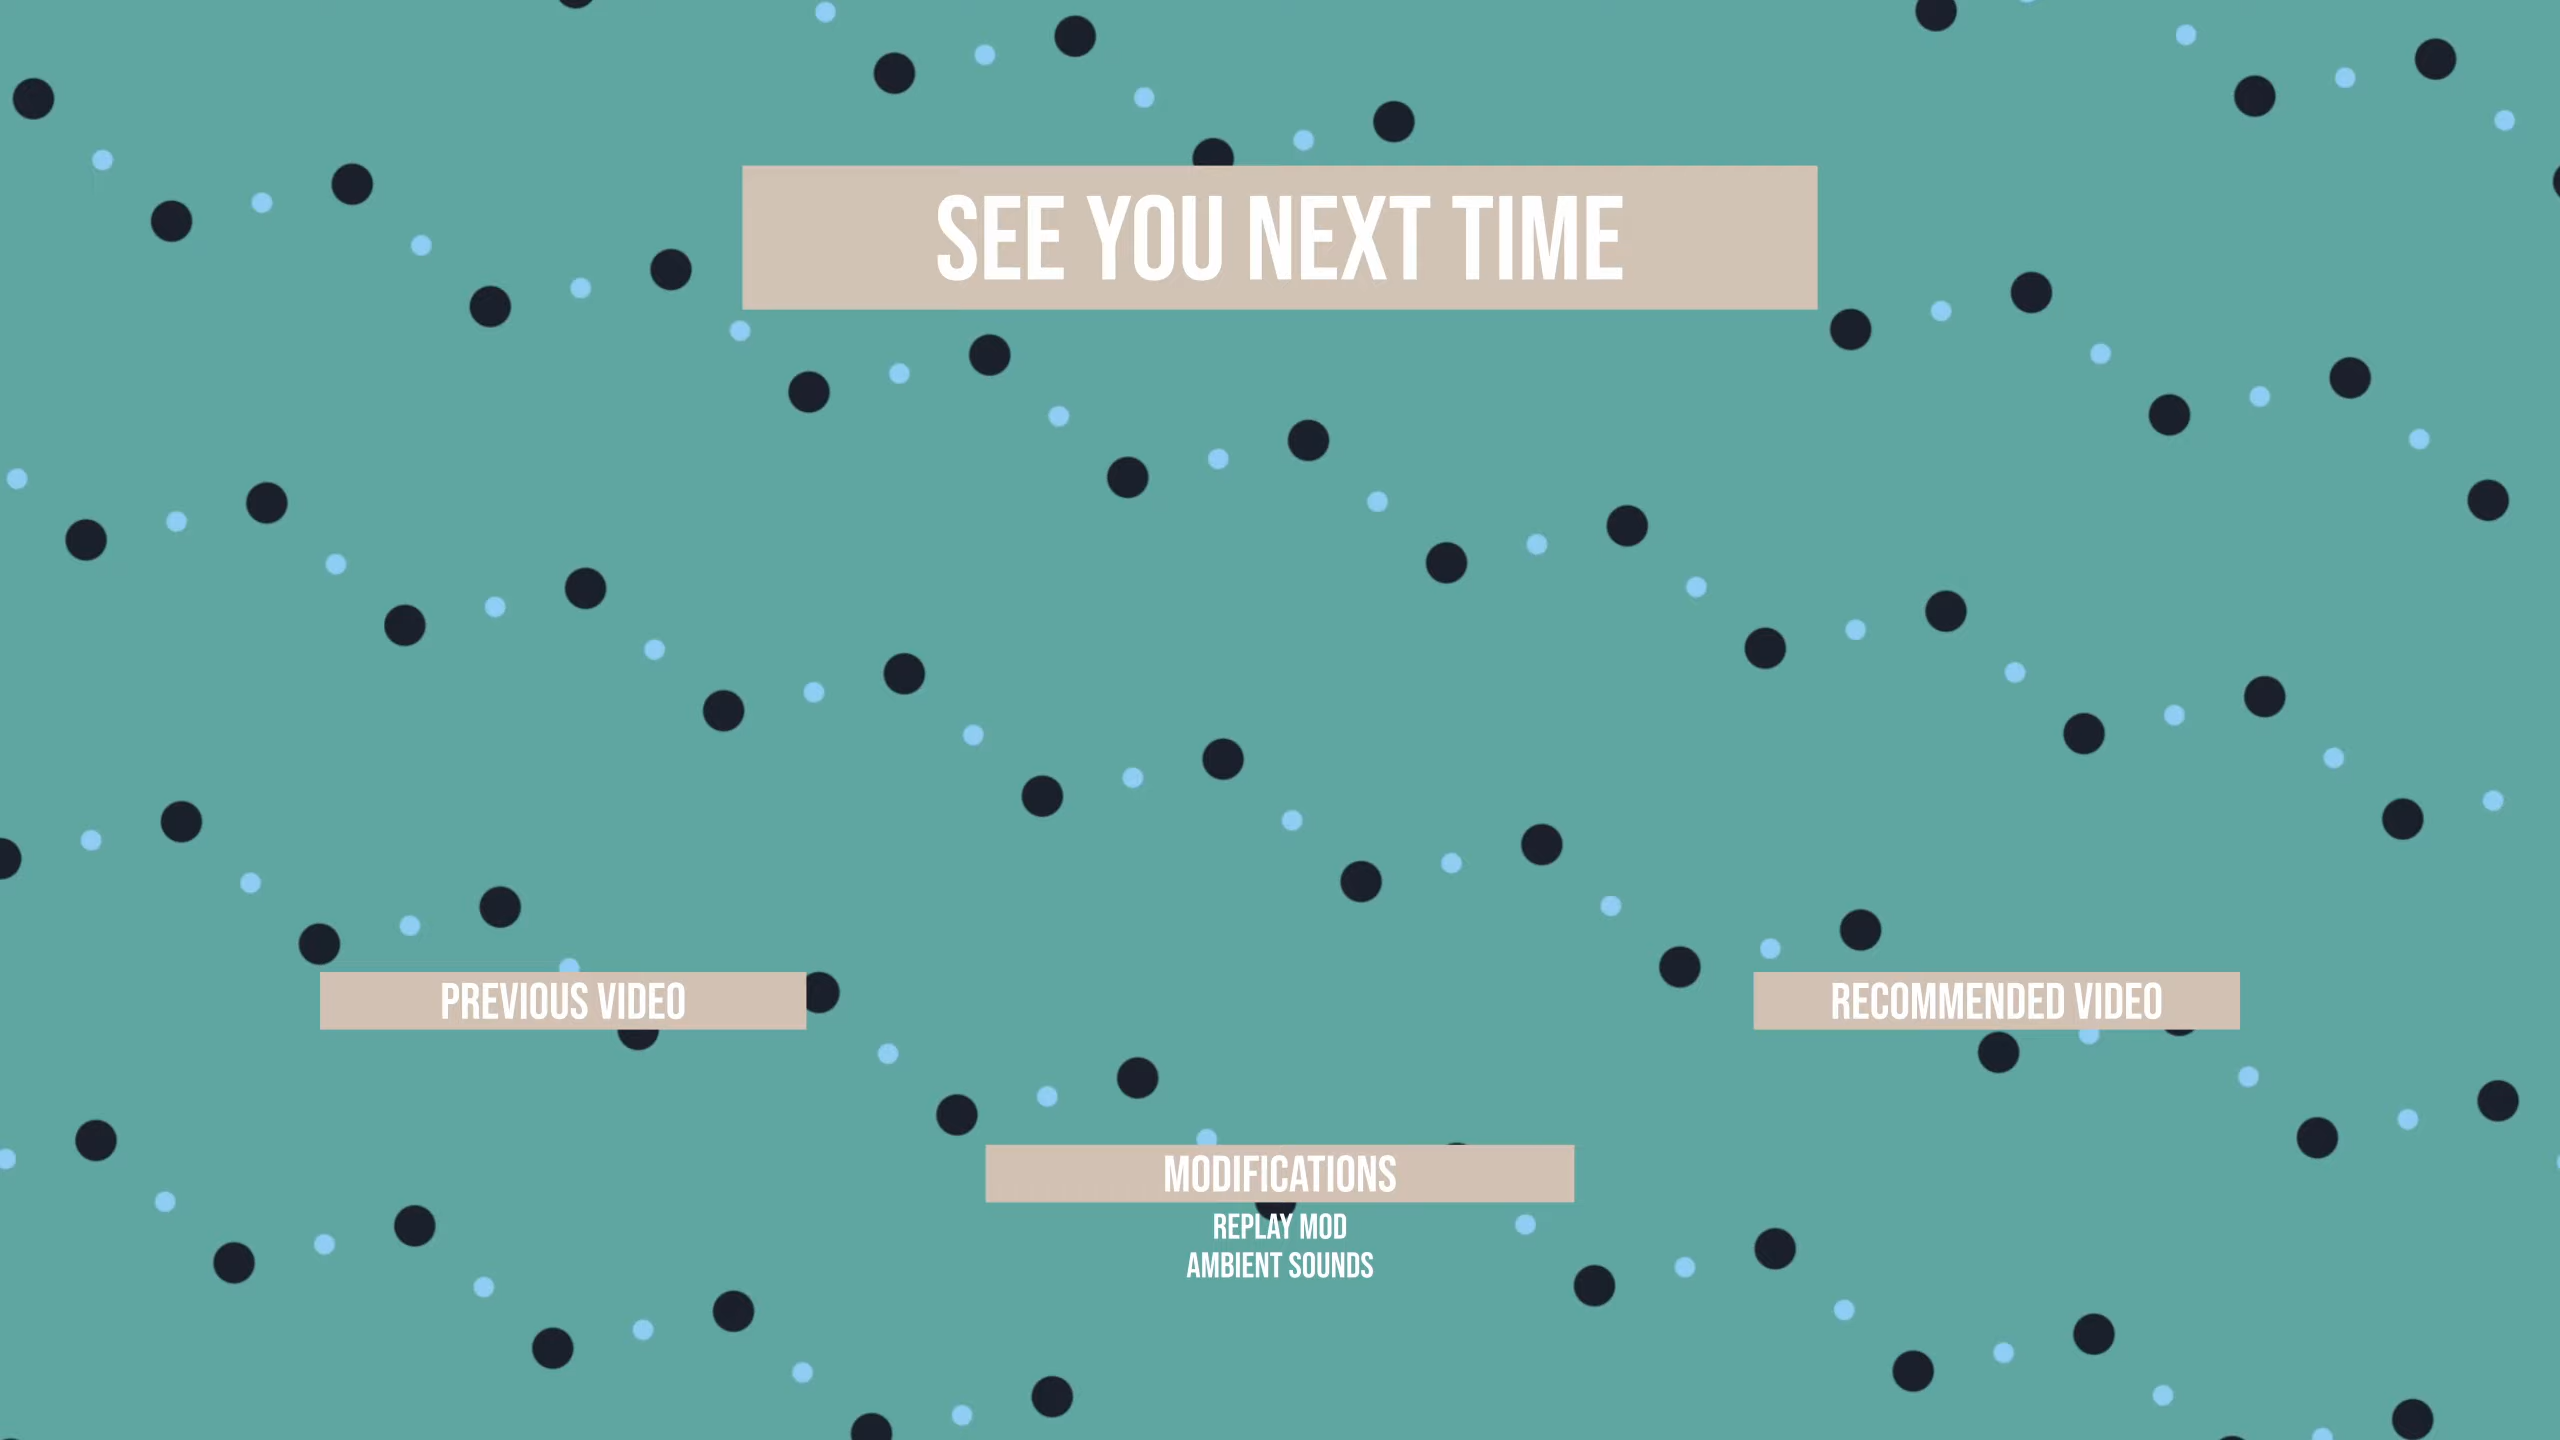 SEE YOU NEXT TIME
PREVIOUS VIDEO
RECOMMENDED VIDEO
MODIFICATIONS
REPLAY MOD
AMBIENT SOUNDS